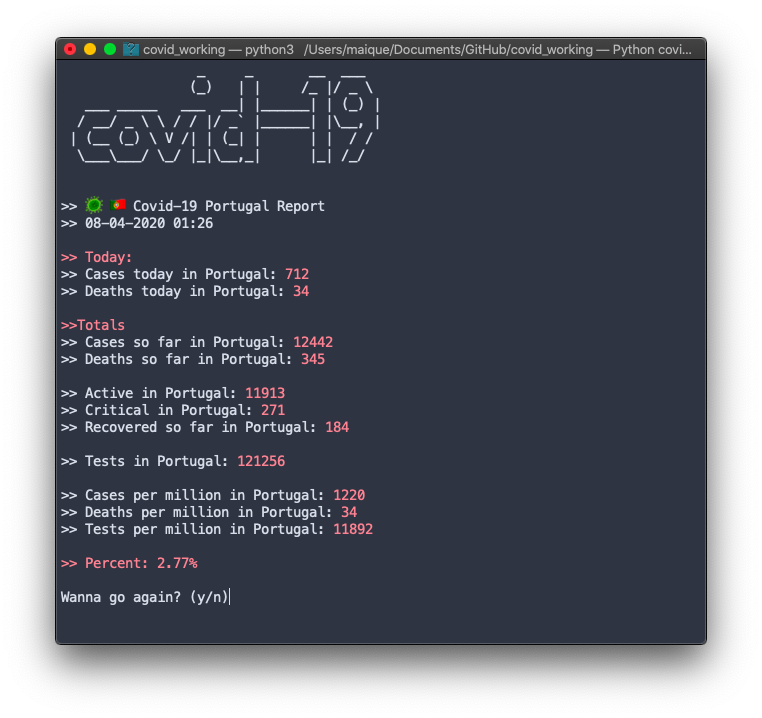 covid_working — python3 /Users/maique/Documents/GitHub/covid_working — Python covi...
covid-19
>> Covid-19 Portugal Report
>> 08-04-2020 01:26
>> Today:
>> Cases today in Portugal: 712
>> Deaths today in Portugal: 34
>>Totals
>> Cases so far in Portugal: 12442
>> Deaths so far in Portugal: 345
>> Active in Portugal: 11913
>> Critical in Portugal: 271
>> Recovered so far in Portugal: 184
>> Tests in Portugal: 121256
>> Cases per million in Portugal: 1220
>> Deaths per million in Portugal: 34
>> Tests per million in Portugal: 11892
>> Percent: 2.77%
Wanna go again? (y/n)